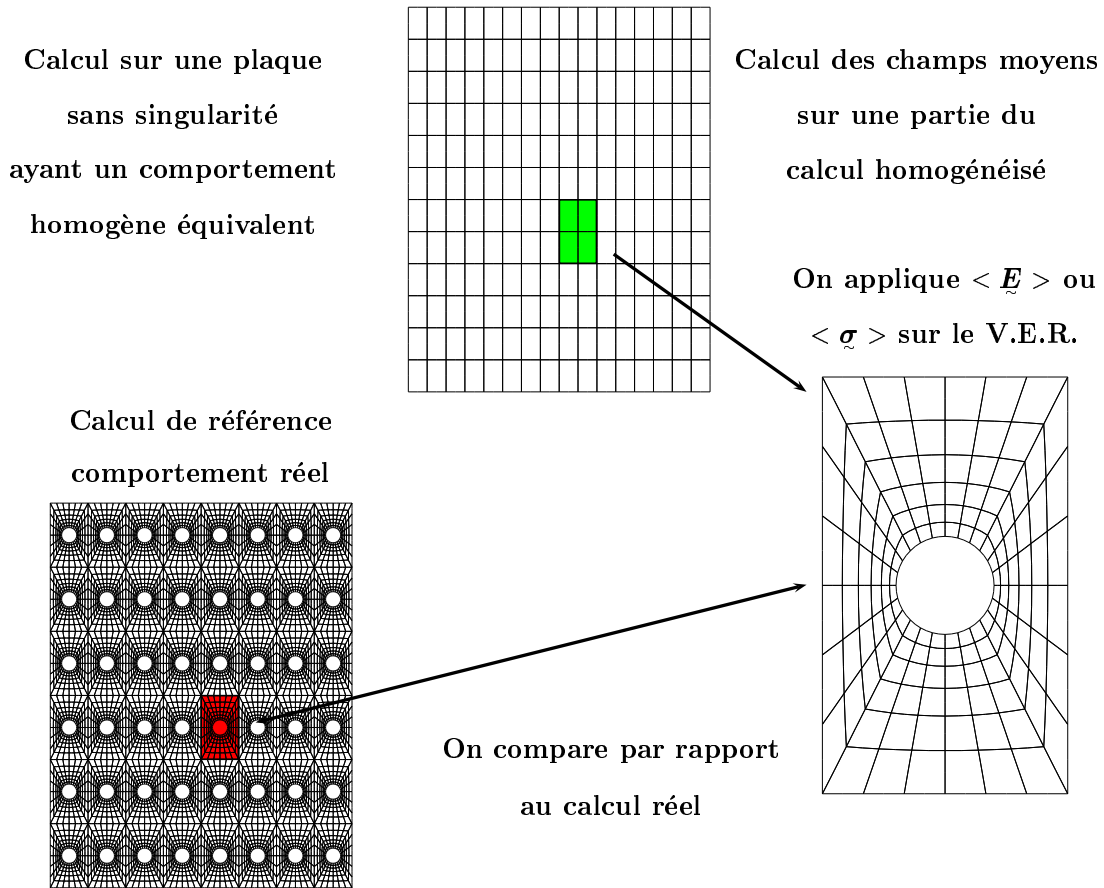 Calcul sur une plaque
sans singularité
ayant un comportement
homogène équivalent
Calcul des champs moyens
sur une partie du
calcul homogénéisé
On applique < Ḛ > ou
< σ̰ > sur le V.E.R.
Calcul de référence
comportement réel
On compare par rapport
au calcul réel